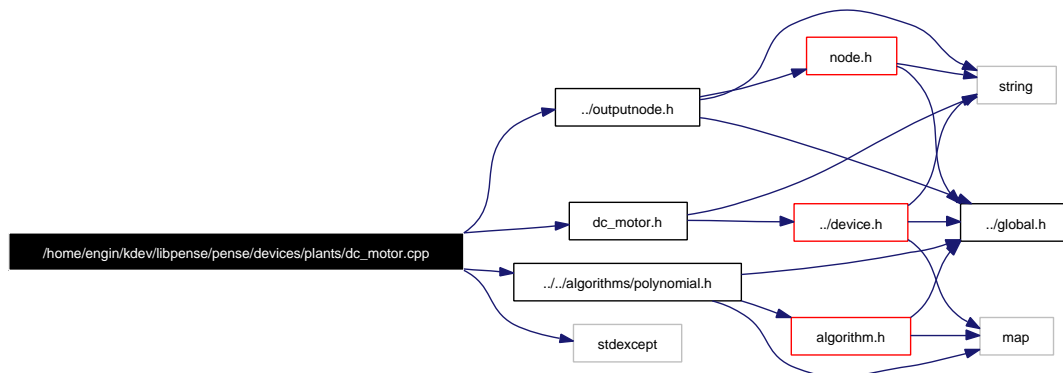 node.h
string
../outputnode.h
dc_motor.h
../device.h
../global.h
/home/engin/kdev/libpense/pense/devices/plants/dc_motor.cpp
../../algorithms/polynomial.h
stdexcept
algorithm.h
map